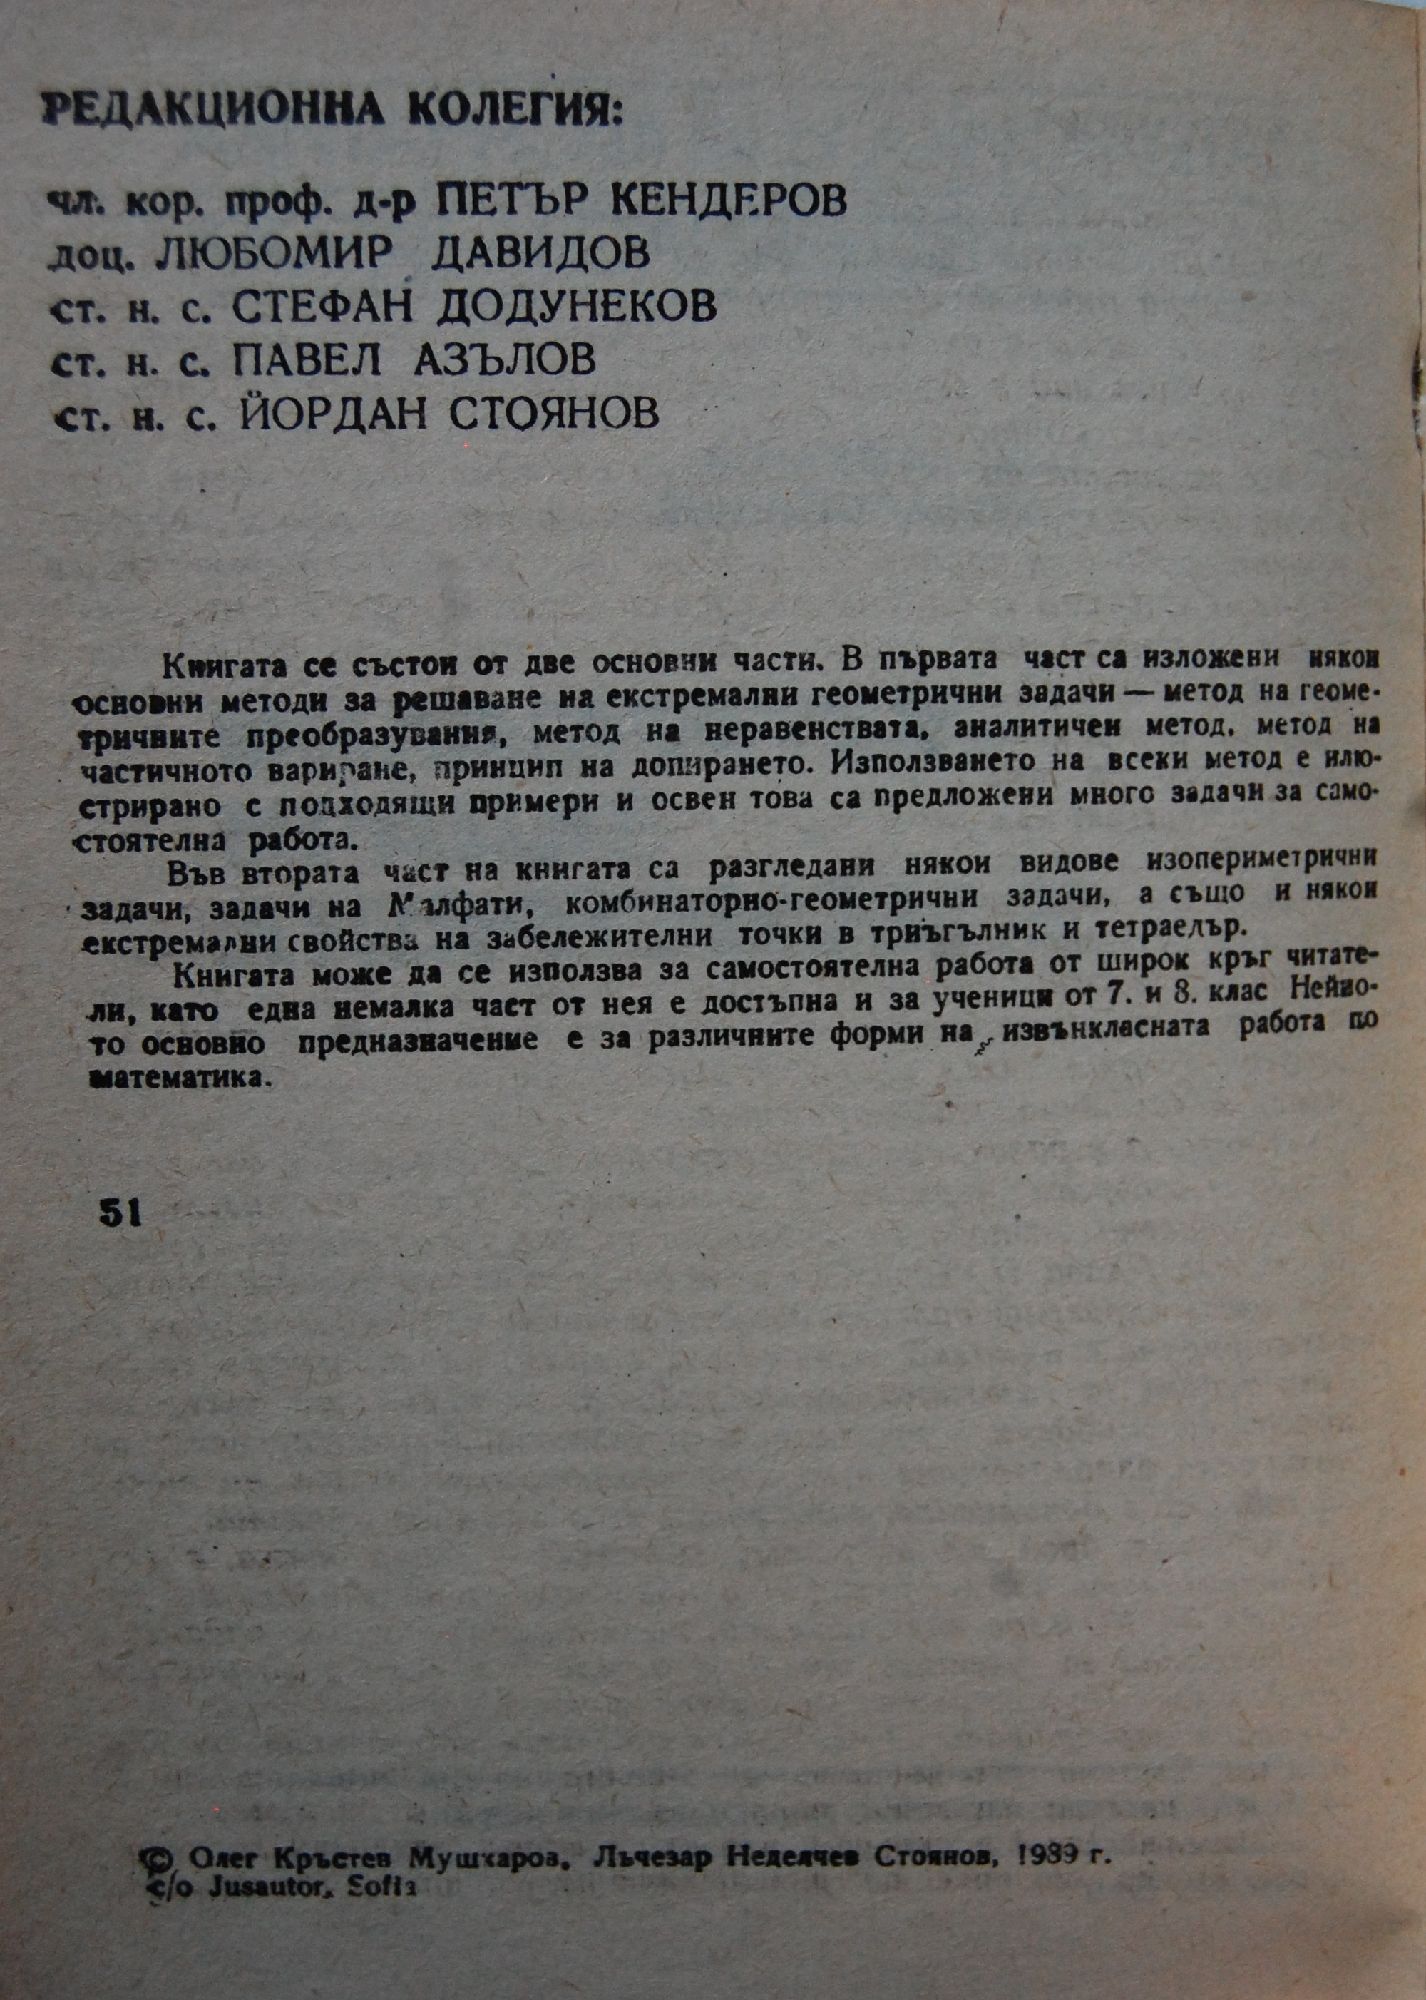 РЕДАКЦИОННА КОЛЕГИЯ:
чл. кор. проф. д-р ПЕТЪР КЕНДЕРОВ
доц. ЛЮБОМИР ДАВИДОВ
ст. н. с. СТЕФАН ДОДУНЕКОВ
ст. н. с. ПАВЕЛ АЗЪЛОВ
ст. н. с. ЙОРДАН СТОЯНОВ
Книгата се състои от две основни части. В първата част са изложени някои
основни методи за решаване на екстремални геометрични задачи — метод на геоме-
тричните преобразувания, метод на неравенствата, аналитичен метод, метод на
частичното вариране, принцип на допирането. Използването на всеки метод е илю-
стрирано с подходящи примери и освен това са предложени много задачи за само-
стоятелна работа.
Във втората част на книгата са разгледани някои видове изопериметрични
задачи, задачи на Малфати, комбинаторно-геометрични задачи, а също и някои
екстремални свойства на забележителни точки в триъгълник и тетраедър.
Книгата може да се използва за самостоятелна работа от широк кръг читате-
ли, като една немалка част от нея е достъпна и за ученици от 7. и 8. клас Нейно-
то основно предназначение е за различните форми на извънкласната работа по
математика.
51
© Олег Кръстев Мушкаров, Лъчезар Неделчев Стоянов, 1989 г.
c/o Jusautor, Sofia